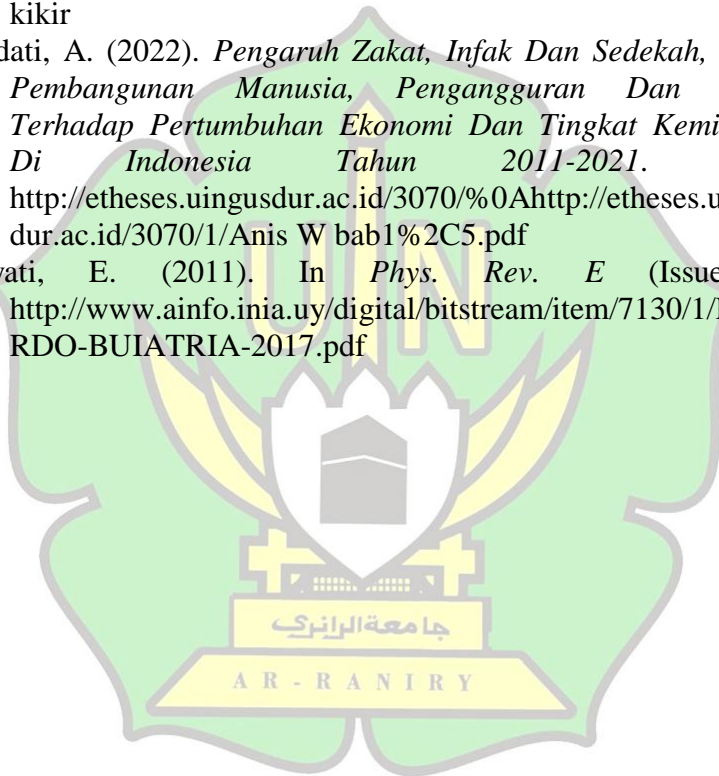 kikir
dati, A. (2022). Pengaruh Zakat, Infak Dan Sedekah,
Pembangunan Manusia, Pengangguran Dan
Terhadap Pertumbuhan Ekonomi Dan Tingkat Kemi
Di Indonesia Tahun 2011-2021.
http://etheses.uingusdur.ac.id/3070/%0Ahttp://etheses.u
dur.ac.id/3070/1/Anis W bab1%2C5.pdf
vati, E. (2011). In Phys. Rev. E (Issue
http://www.ainfo.inia.uy/digital/bitstream/item/7130/1/
RDO-BUIATRIA-2017.pdf
UIN
جامعة الرانري
AR-RANIRY